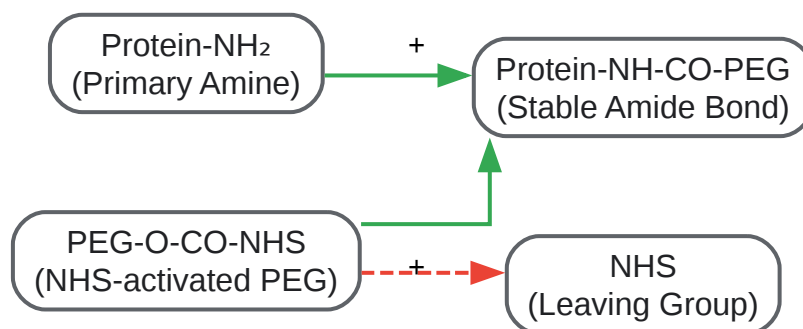 Protein-NH₂
(Primary Amine)
+
Protein-NH-CO-PEG
(Stable Amide Bond)
PEG-O-CO-NHS
(NHS-activated PEG)
+
NHS
(Leaving Group)